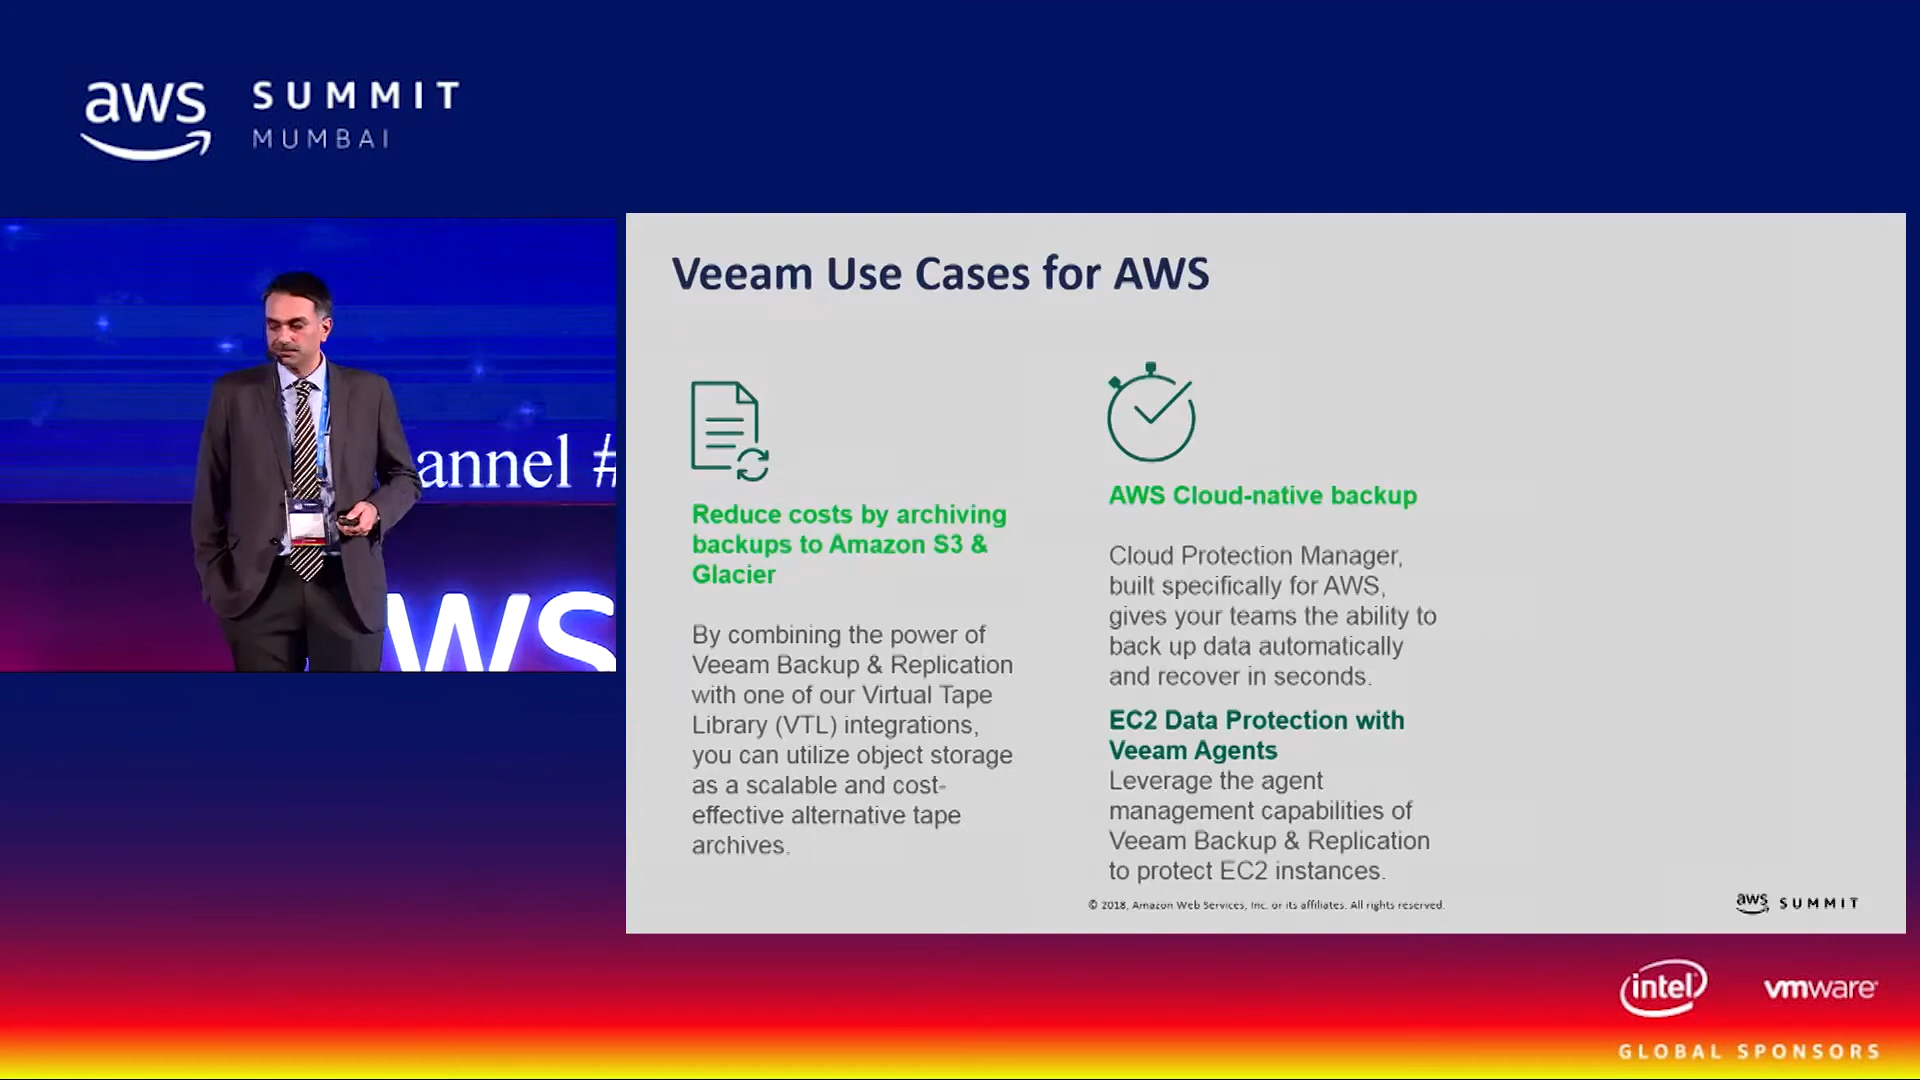 aws
SUMMIT
MUMBAI
annel #
WS
Veeam Use Cases for AWS
Reduce costs by archiving
backups to Amazon S3 &
Glacier
By combining the power of
Veeam Backup & Replication
with one of our Virtual Tape
Library (VTL) integrations,
you can utilize object storage
as a scalable and cost-
effective alternative tape
archives.
AWS Cloud-native backup
Cloud Protection Manager,
built specifically for AWS,
gives your teams the ability to
back up data automatically
and recover in seconds.
EC2 Data Protection with
Veeam Agents
Leverage the agent
management capabilities of
Veeam Backup & Replication
to protect EC2 instances.
© 2018, Amazon Web Services, Inc. or its affiliates. All rights reserved.
aws SUMMIT
intel
vmware
GLOBAL SPONSORS